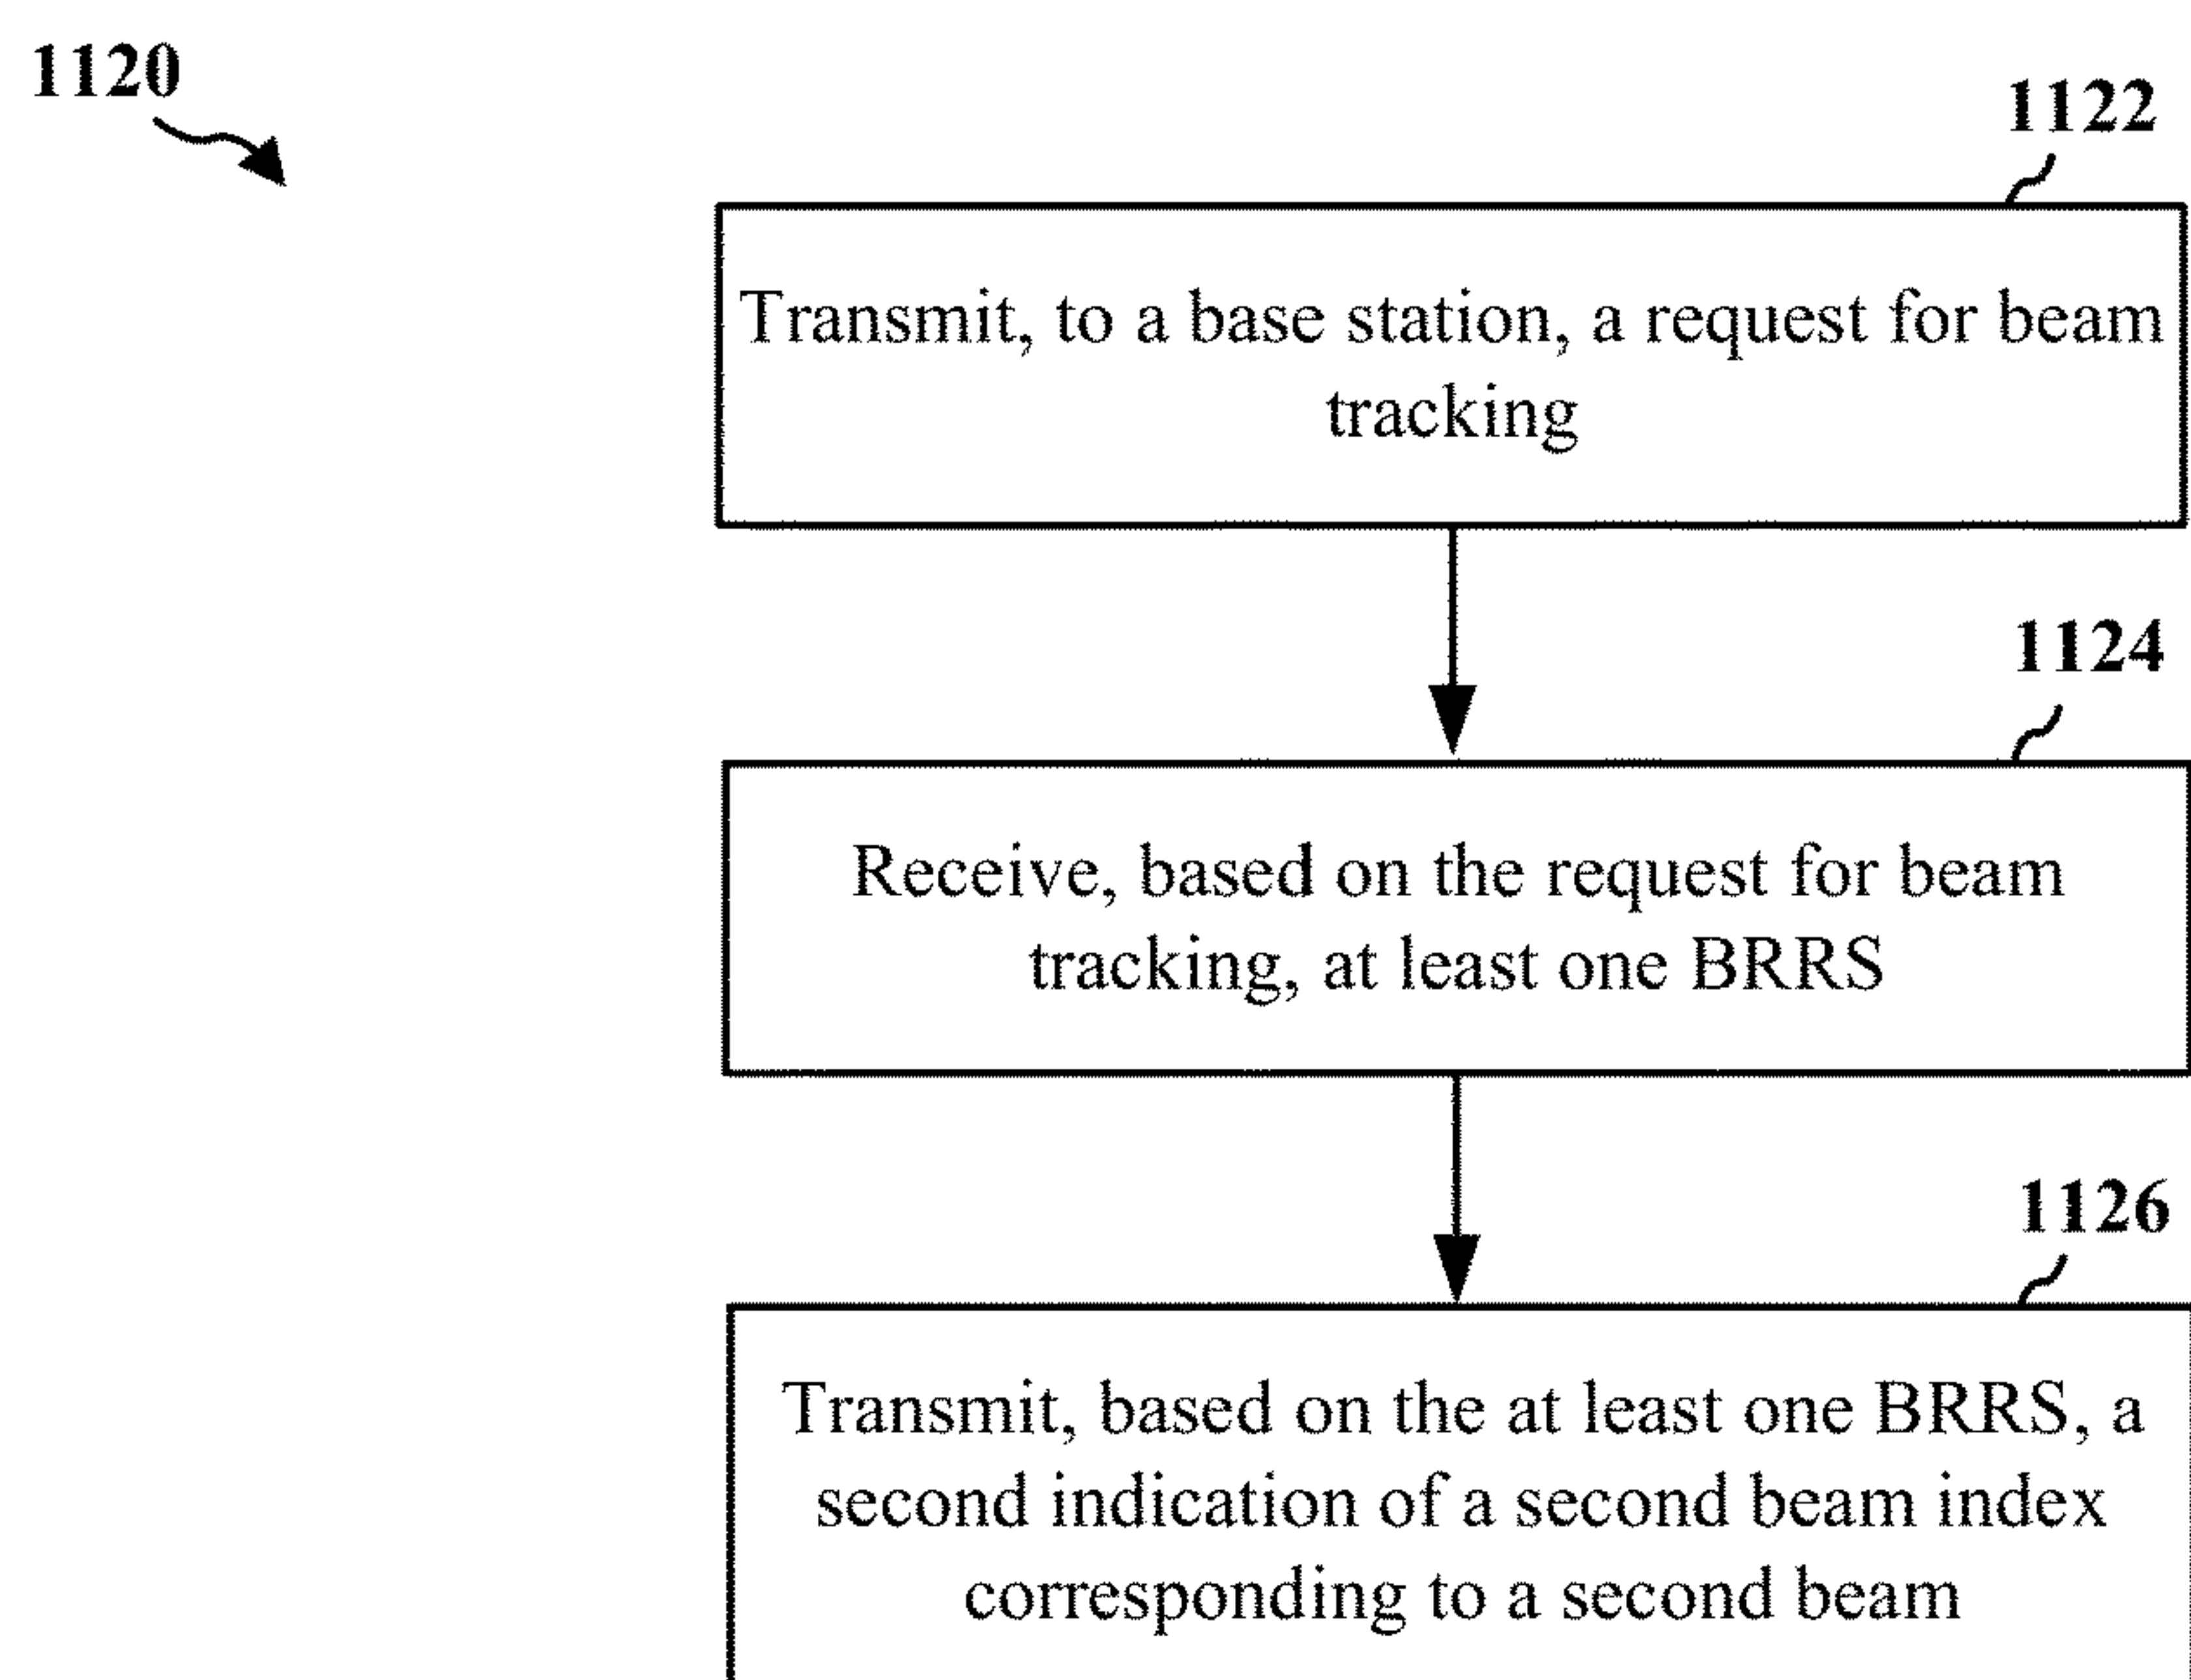 1120
1122
Transmit, to a base station, a request for beam
tracking
1124
Receive, based on the request for beam
tracking, at least one BRRS
1126
Transmit, based on the at least one BRRS, a
second indication of a second beam index
corresponding to a second beam